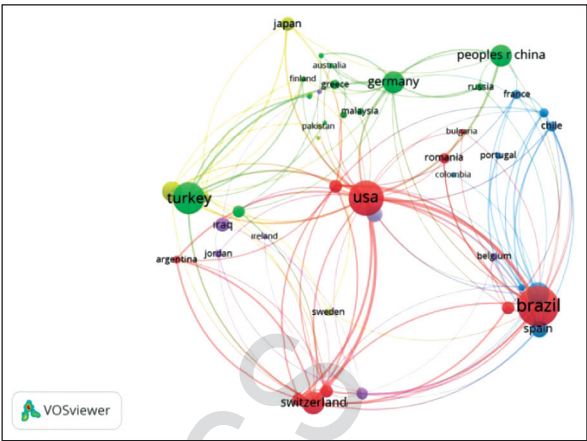 japan
peoples r china
australia
germany
finland
greece
russia
france
malaysia
chile
pakistan
bulgaria
romania
portugal
colombia
usa
turkey
iraq
ireland
jordan
argentina
belgium
brazil
sweden
spain
switzerland
VOSviewer